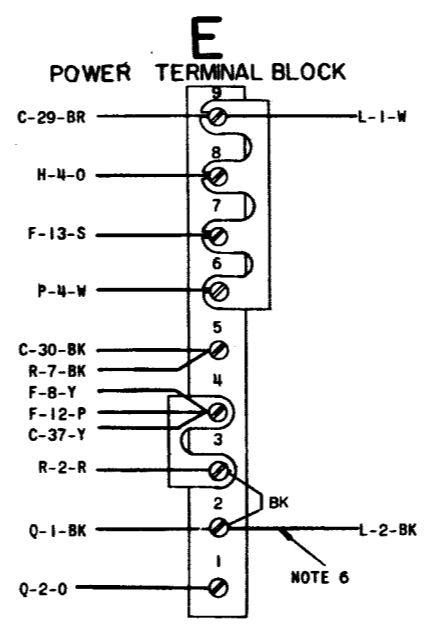 E
POWER TERMINAL BLOCK
9
C-29-BR L-1-W
8
H-4-O
7
F-13-S
6
P-4-W
5
C-30-BK
R-7-BK
4
F-8-Y
F-12-P
C-37-Y
3
R-2-R
2 BK
Q-1-BK L-2-BK
1
NOTE 6
Q-2-O